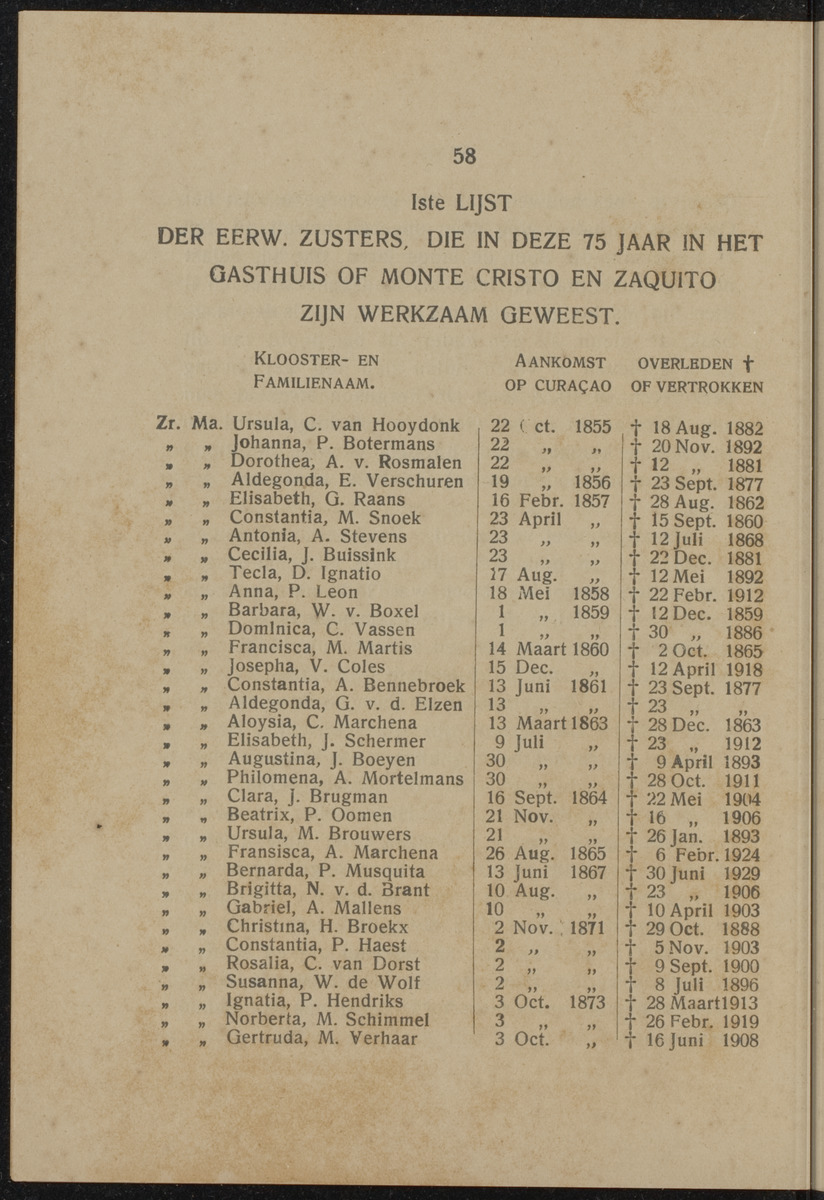 58
Iste LIJST
DER EERW. ZUSTERS, DIE IN DEZE 75 JAAR IN HET
GASTHUIS OF MONTE CRISTO EN ZAQUITO
ZIJN WERKZAAM GEWEEST.
KLOOSTER- EN AANKOMST OVERLEDEN †
FAMILIENAAM. OP CURAÇAO OF VERTROKKEN
Zr. Ma. Ursula, C. van Hooydonk 22 ct. 1855 † 18 Aug. 1882
„ „ Johanna, P. Botermans 22 „ „ † 20 Nov. 1892
„ „ Dorothea, A. v. Rosmalen 22 „ „ † 12 „ 1881
„ „ Aldegonda, E. Verschuren 19 „ 1856 † 23 Sept. 1877
„ „ Elisabeth, G. Raans 16 Febr. 1857 † 28 Aug. 1862
„ „ Constantia, M. Snoek 23 April „ † 15 Sept. 1860
„ „ Antonia, A. Stevens 23 „ „ † 12 Juli 1868
„ „ Cecilia, J. Buissink 23 „ „ † 22 Dec. 1881
„ „ Tecla, D. Ignatio 17 Aug. „ † 12 Mei 1892
„ „ Anna, P. Leon 18 Mei 1858 † 22 Febr. 1912
„ „ Barbara, W. v. Boxel 1 „ 1859 † 12 Dec. 1859
„ „ Domlnica, C. Vassen 1 „ „ † 30 „ 1886
„ „ Francisca, M. Martis 14 Maart 1860 † 2 Oct. 1865
„ „ Josepha, V. Coles 15 Dec. „ † 12 April 1918
„ „ Constantia, A. Bennebroek 13 Juni 1861 † 23 Sept. 1877
„ „ Aldegonda, G. v. d. Elzen 13 „ „ † 23 „ „
„ „ Aloysia, C. Marchena 13 Maart 1863 † 28 Dec. 1863
„ „ Elisabeth, J. Schermer 9 Juli „ † 23 „ 1912
„ „ Augustina, J. Boeyen 30 „ „ † 9 April 1893
„ „ Philomena, A. Mortelmans 30 „ „ † 28 Oct. 1911
„ „ Clara, J. Brugman 16 Sept. 1864 † 22 Mei 1904
„ „ Beatrix, P. Oomen 21 Nov. „ † 16 „ 1906
„ „ Ursula, M. Brouwers 21 „ „ † 26 Jan. 1893
„ „ Fransisca, A. Marchena 26 Aug. 1865 † 6 Febr. 1924
„ „ Bernarda, P. Musquita 13 Juni 1867 † 30 Juni 1929
„ „ Brigitta, N. v. d. Brant 10 Aug. „ † 23 „ 1906
„ „ Gabriel, A. Mallens 10 „ „ † 10 April 1903
„ „ Christina, H. Broekx 2 Nov. 1871 † 29 Oct. 1888
„ „ Constantia, P. Haest 2 „ „ † 5 Nov. 1903
„ „ Rosalia, C. van Dorst 2 „ „ † 9 Sept. 1900
„ „ Susanna, W. de Wolf 2 „ „ † 8 Juli 1896
„ „ Ignatia, P. Hendriks 3 Oct. 1873 † 28 Maart 1913
„ „ Norberta, M. Schimmel 3 „ „ † 26 Febr. 1919
„ „ Gertruda, M. Verhaar 3 Oct. „ † 16 Juni 1908